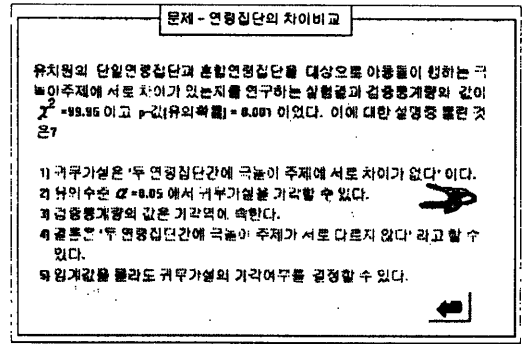 문제 - 연령집단의 차이비교
유치원의 단일연령집단과 혼합연령집단을 대상으로 아동들이 행하는 극
놀이주제에 서로 차이가 있는지를 연구하는 실험결과 검증통계량의 값이
χ² =99.96 이고 p-값(유의확률) = 0.001 이었다. 이에 대한 설명중 틀린 것
은?
1) 귀무가설은 '두 연령집단간에 극놀이 주제에 서로 차이가 없다' 이다.
2) 유의수준 α =0.05 에서 귀무가설을 기각할 수 있다.
3) 검증통계량의 값은 기각역에 속한다.
4) 결론은 '두 연령집단간에 극놀이 주제가 서로 다르지 않다' 라고 할 수
있다.
5) 임계값을 몰라도 귀무가설의 기각여부를 결정할 수 있다.